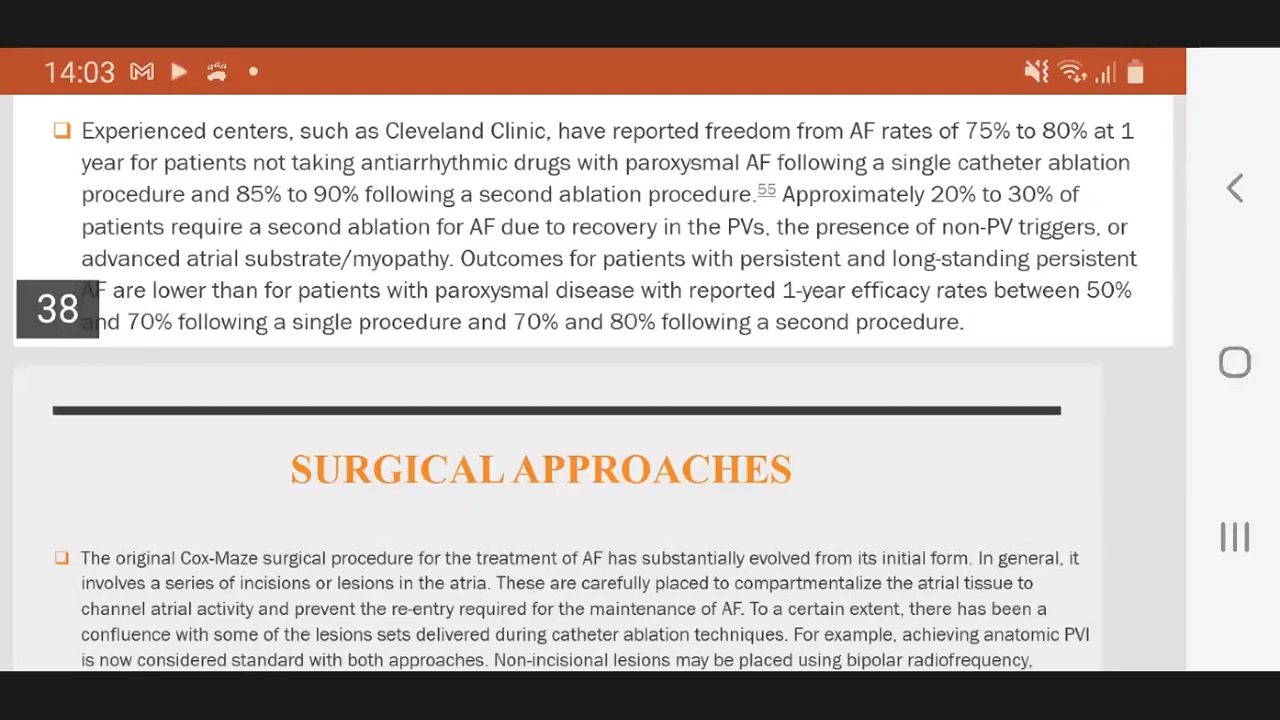 14:03
Experienced centers, such as Cleveland Clinic, have reported freedom from AF rates of 75% to 80% at 1
year for patients not taking antiarrhythmic drugs with paroxysmal AF following a single catheter ablation
procedure and 85% to 90% following a second ablation procedure.55 Approximately 20% to 30% of
patients require a second ablation for AF due to recovery in the PVs, the presence of non-PV triggers, or
advanced atrial substrate/myopathy. Outcomes for patients with persistent and long-standing persistent
AF are lower than for patients with paroxysmal disease with reported 1-year efficacy rates between 50%
38
and 70% following a single procedure and 70% and 80% following a second procedure.
SURGICAL APPROACHES
The original Cox-Maze surgical procedure for the treatment of AF has substantially evolved from its initial form. In general, it
involves a series of incisions or lesions in the atria. These are carefully placed to compartmentalize the atrial tissue to
channel atrial activity and prevent the re-entry required for the maintenance of AF. To a certain extent, there has been a
confluence with some of the lesions sets delivered during catheter ablation techniques. For example, achieving anatomic PVI
is now considered standard with both approaches. Non-incisional lesions may be placed using bipolar radiofrequency,